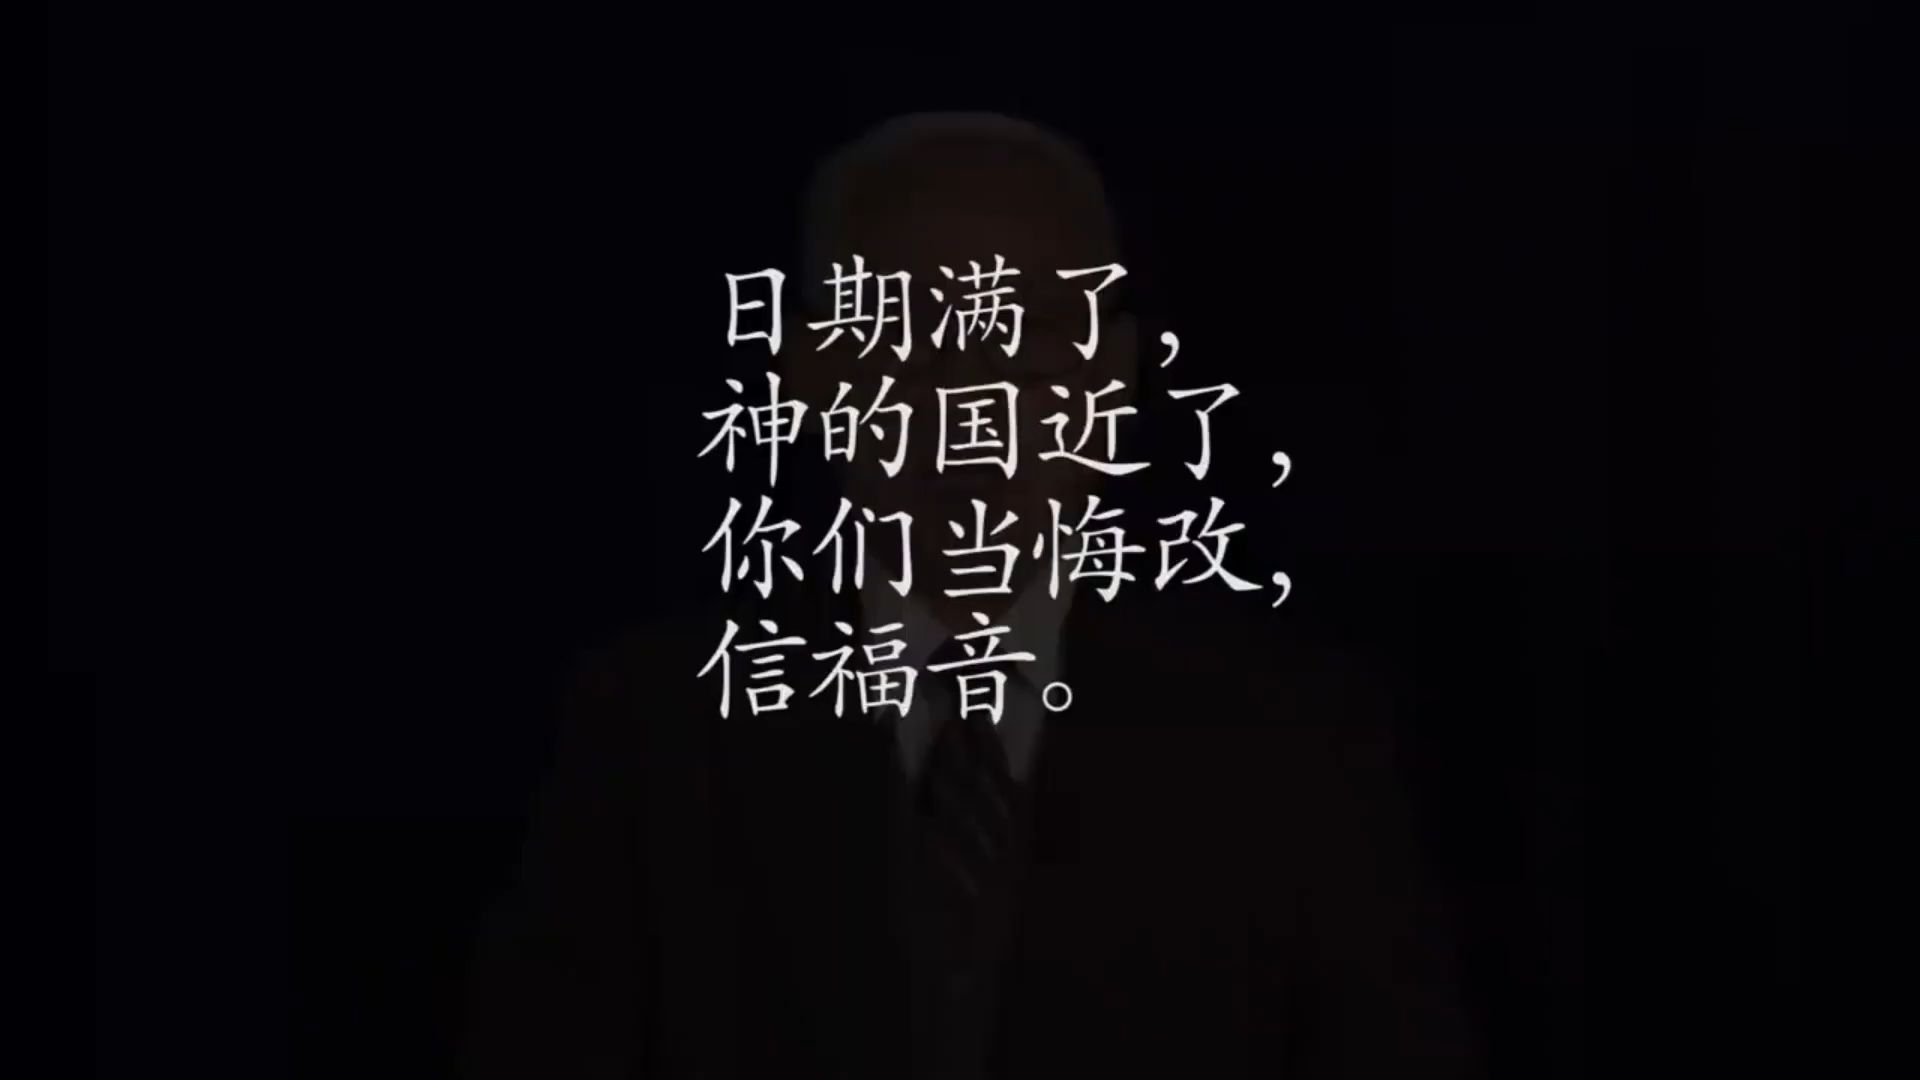 日期满了，
神的国近了，
你们当悔改，
信福音。